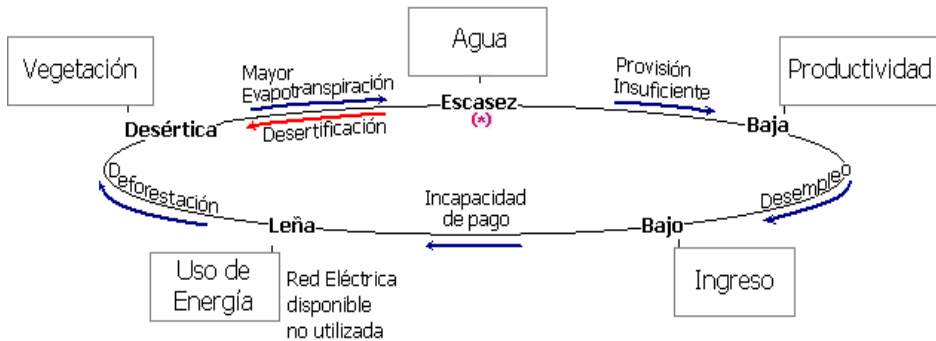 Agua
Vegetación
Mayor
Evapotranspiración
Provisión
Insuficiente
Productividad
Escasez
(*)
Desértica
Desertificación
Baja
Deforestación
Incapacidad
de pago
Desempleo
Leña
Bajo
Uso de
Energía
Red Eléctrica
disponible
no utilizada
Ingreso